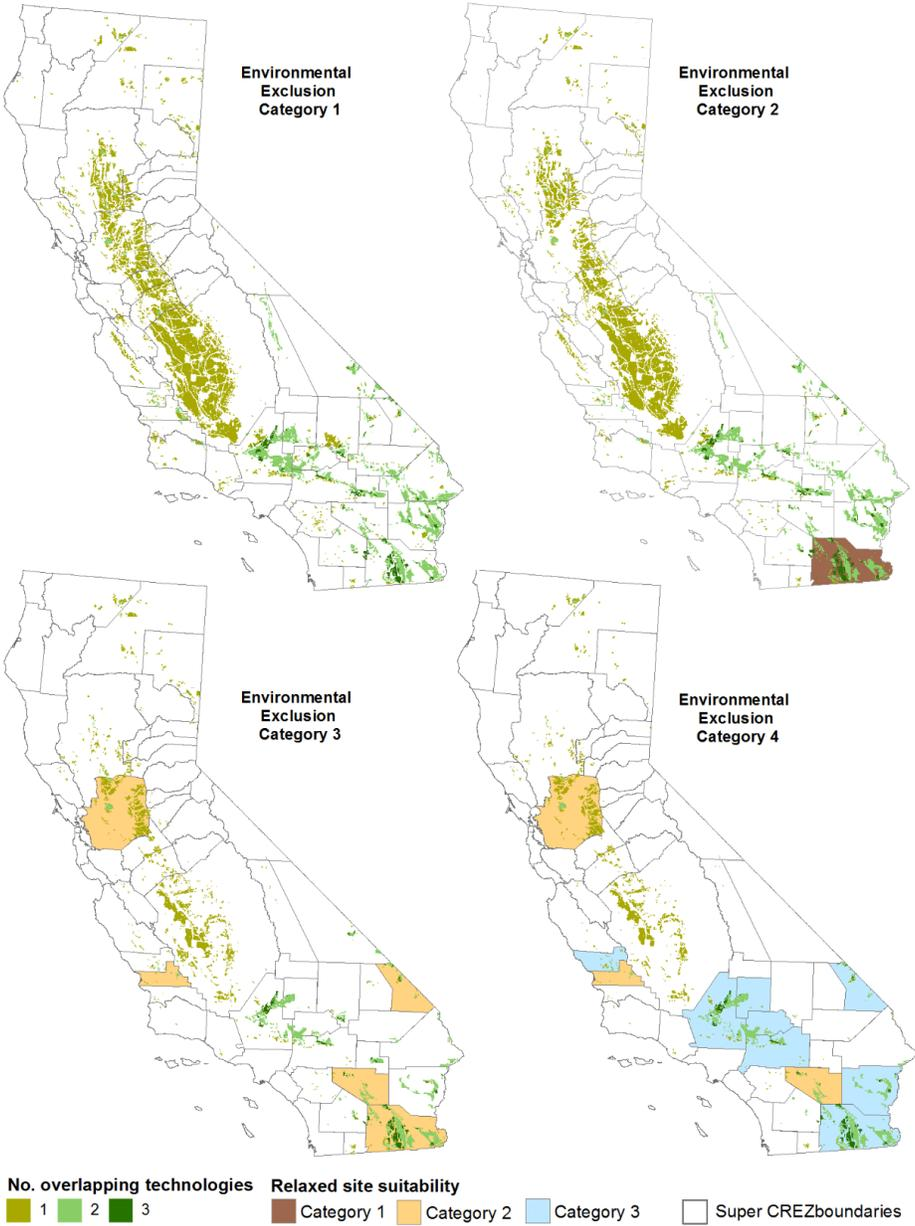 Environmental
Exclusion
Category 1
Environmental
Exclusion
Category 2
Environmental
Exclusion
Category 3
Environmental
Exclusion
Category 4
No. overlapping technologies
1 2 3
Relaxed site suitability
Category 1 Category 2 Category 3
Super CREZboundaries